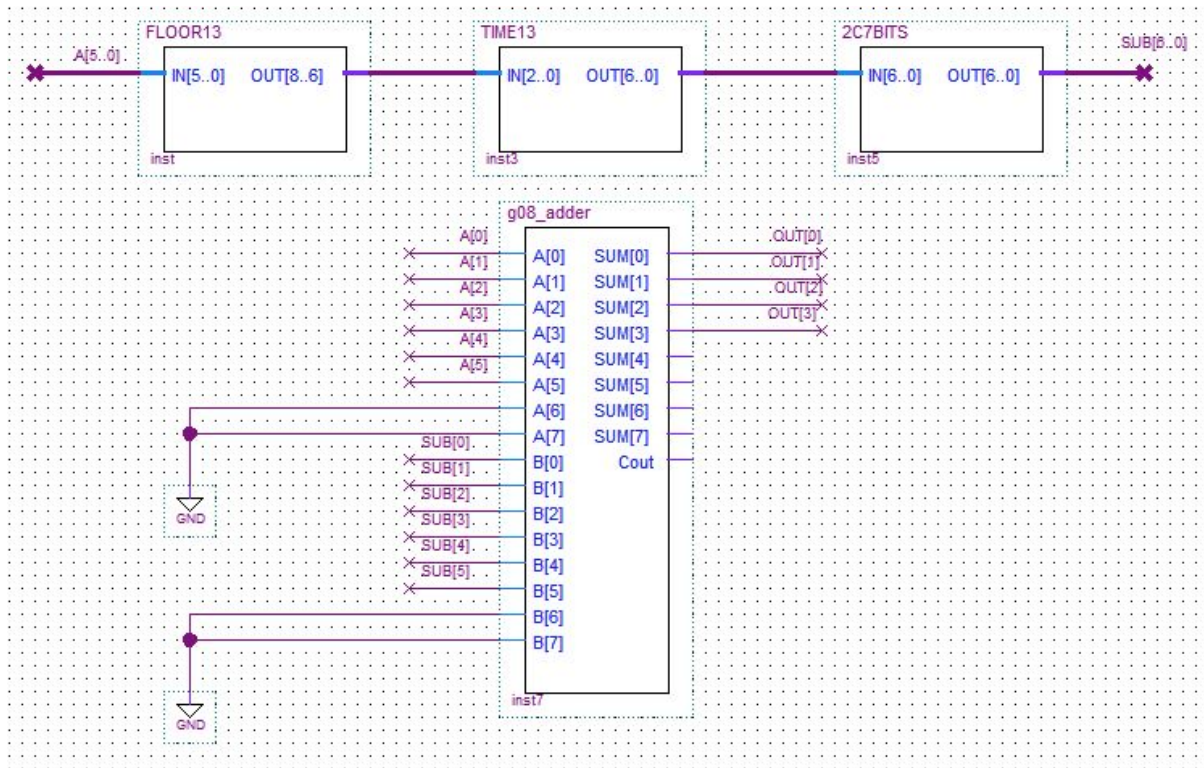 A[5..0]
FLOOR13
IN[5..0] OUT[8..6]
inst
TIME13
IN[2..0] OUT[6..0]
inst3
2C7BITS
IN[6..0] OUT[6..0]
inst5
SUB[6..0]
g08_adder
A[0] A[0] SUM[0] OUT[0]
A[1] A[1] SUM[1] OUT[1]
A[2] A[2] SUM[2] OUT[2]
A[3] A[3] SUM[3] OUT[3]
A[4] A[4] SUM[4]
A[5] A[5] SUM[5]
A[6] SUM[6]
A[7] SUM[7]
SUB[0] B[0] Cout
SUB[1] B[1]
SUB[2] B[2]
SUB[3] B[3]
SUB[4] B[4]
SUB[5] B[5]
B[6]
B[7]
GND
GND
inst7